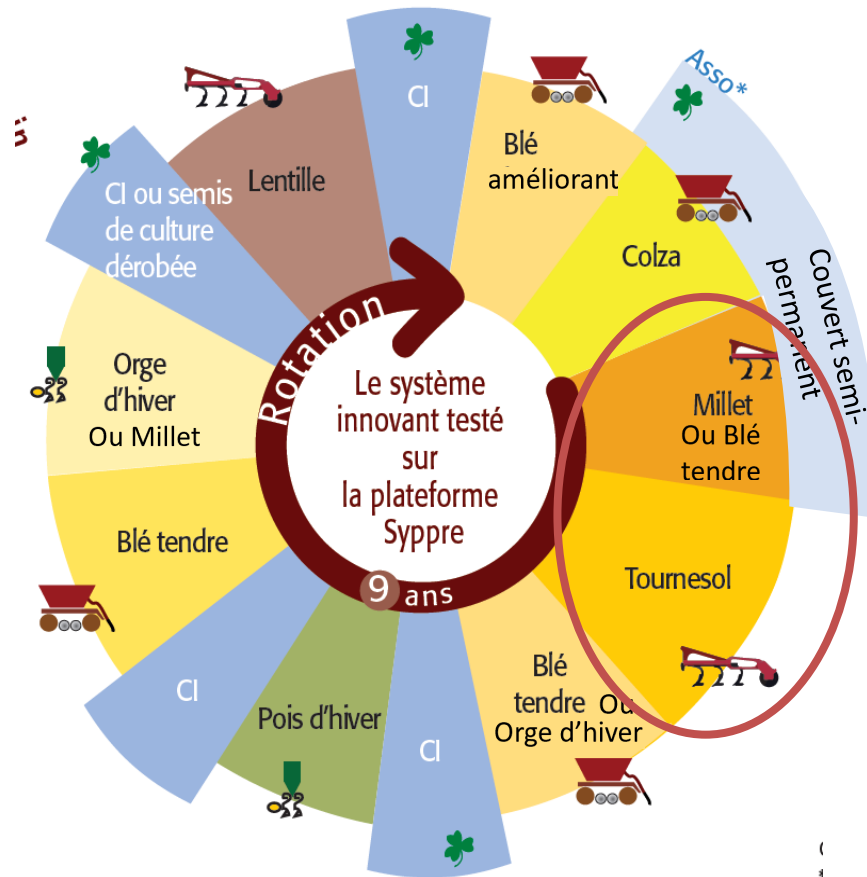 Rotation
9 ans
Le système
innovant testé
sur
la plateforme
Syppre
CI
Blé
améliorant
Asso*
Colza
Couvert semi-
permanent
Millet
Ou Blé
tendre
Tournesol
Blé
tendre Ou
Orge d'hiver
CI
Pois d'hiver
CI
Blé tendre
Orge
d'hiver
Ou Millet
CI ou semis
de culture
dérobée
Lentille